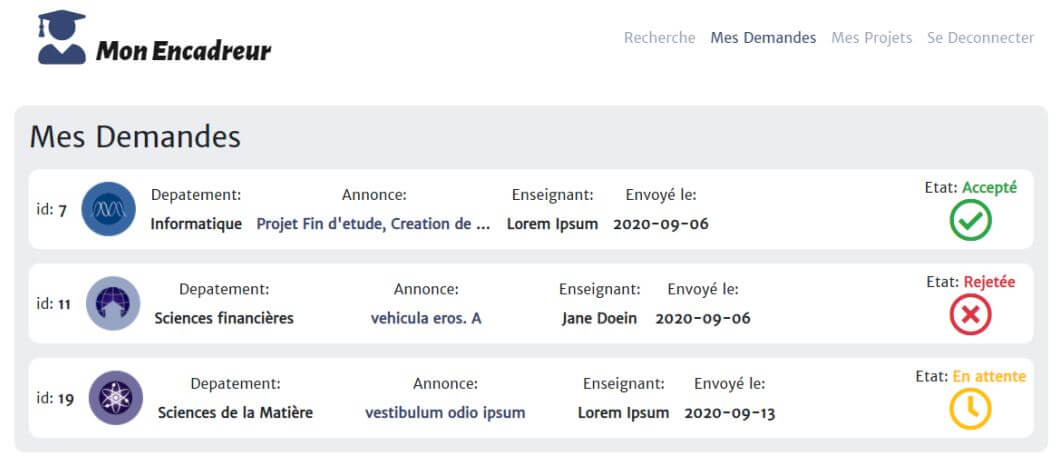 Mon Encadreur
Recherche Mes Demandes Mes Projets Se Deconnecter
Mes Demandes
id: 7
Depatement: Annonce: Enseignant: Envoyé le:
Informatique Projet Fin d'etude, Creation de ... Lorem Ipsum 2020-09-06
Etat: Accepté
id: 11
Depatement: Annonce: Enseignant: Envoyé le:
Sciences financières vehicula eros. A Jane Doein 2020-09-06
Etat: Rejetée
id: 19
Depatement: Annonce: Enseignant: Envoyé le:
Sciences de la Matière vestibulum odio ipsum Lorem Ipsum 2020-09-13
Etat: En attente